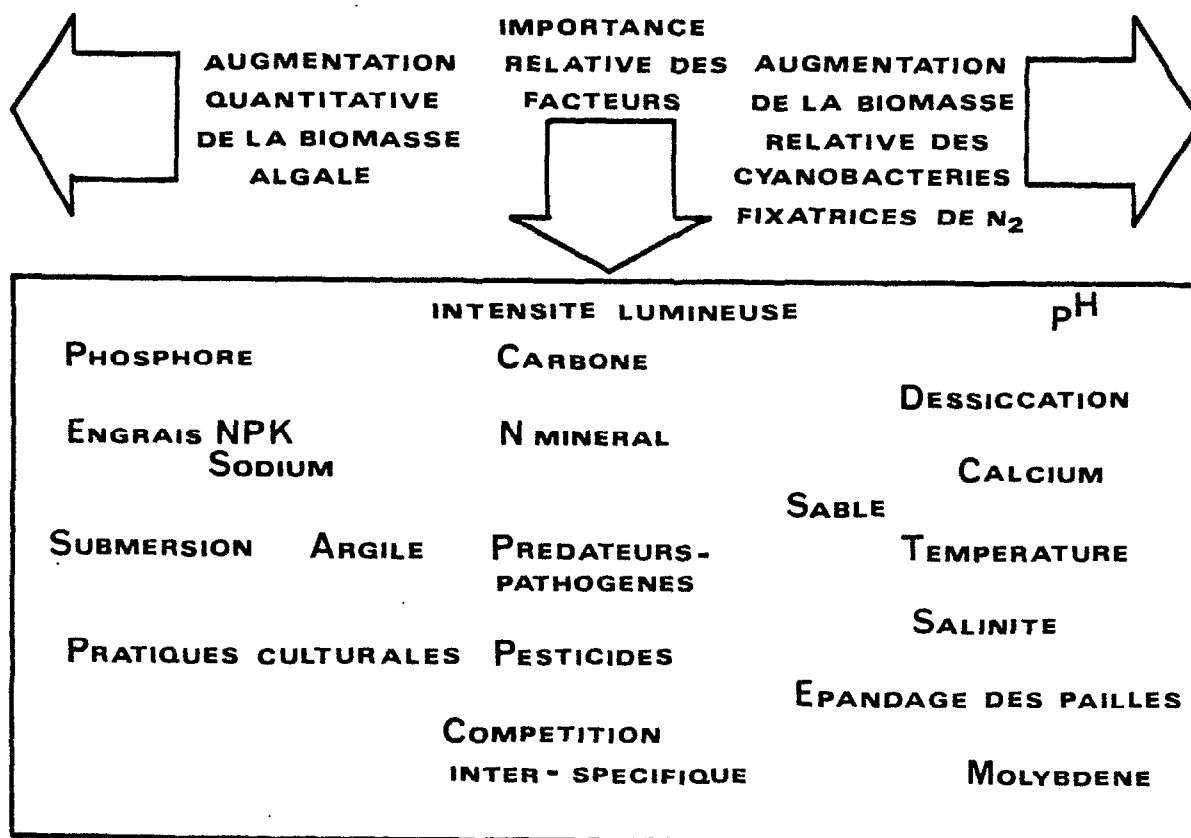 AUGMENTATION
QUANTITATIVE
DE LA BIOMASSE
ALGALE
IMPORTANCE
RELATIVE DES
FACTEURS
AUGMENTATION
DE LA BIOMASSE
RELATIVE DES
CYANOBACTERIES
FIXATRICES DE N₂
INTENSITE LUMINEUSE
PH
PHOSPHORE
CARBONE
DESSICCATION
ENGRAIS NPK
N MINERAL
SODIUM
CALCIUM
SABLE
SUBMERSION
ARGILE
PREDATEURS-
PATHOGENES
TEMPERATURE
SALINITE
PRATIQUES CULTURALES
PESTICIDES
EPANDAGE DES PAILLES
COMPETITION
INTER-SPECIFIQUE
MOLYBDENE